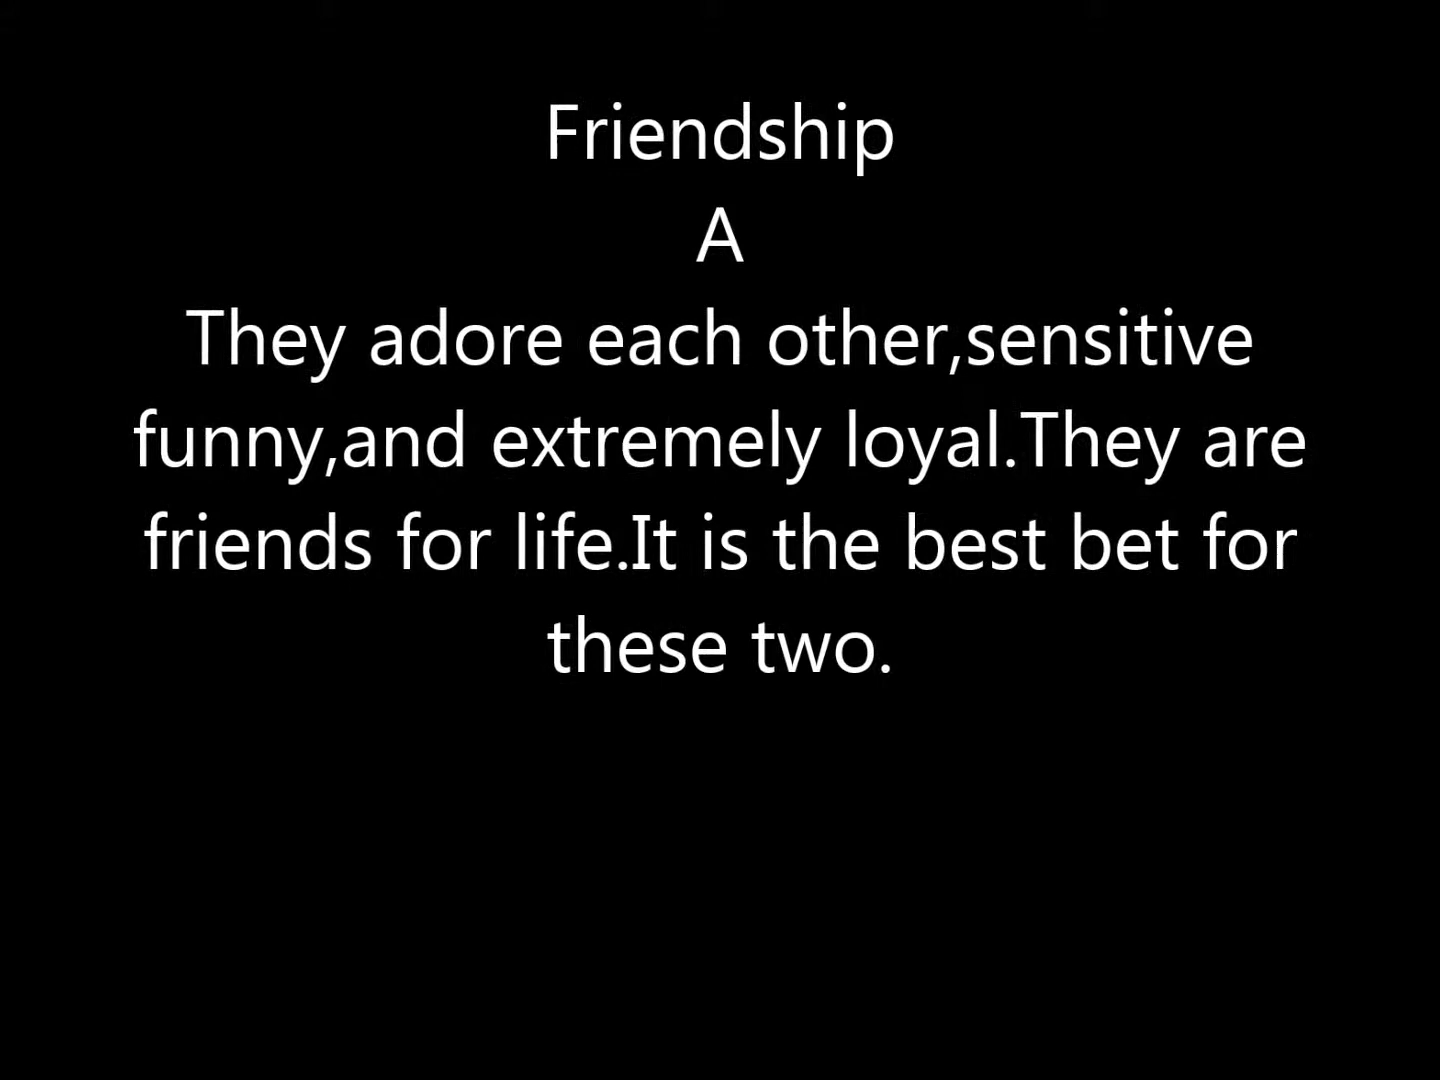 Friendship
A
They adore each other,sensitive
funny,and extremely loyal.They are
friends for life.It is the best bet for
these two.